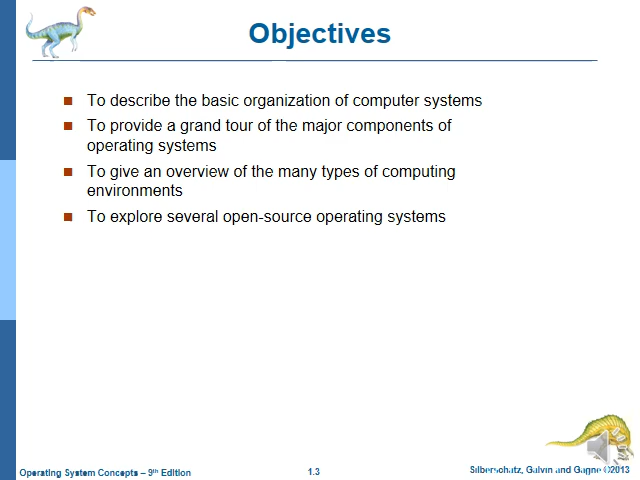 Objectives
■ To describe the basic organization of computer systems
■ To provide a grand tour of the major components of
operating systems
■ To give an overview of the many types of computing
environments
■ To explore several open-source operating systems
Operating System Concepts – 9th Edition
1.3
Silberschatz, Galvin and Gagne ©2013